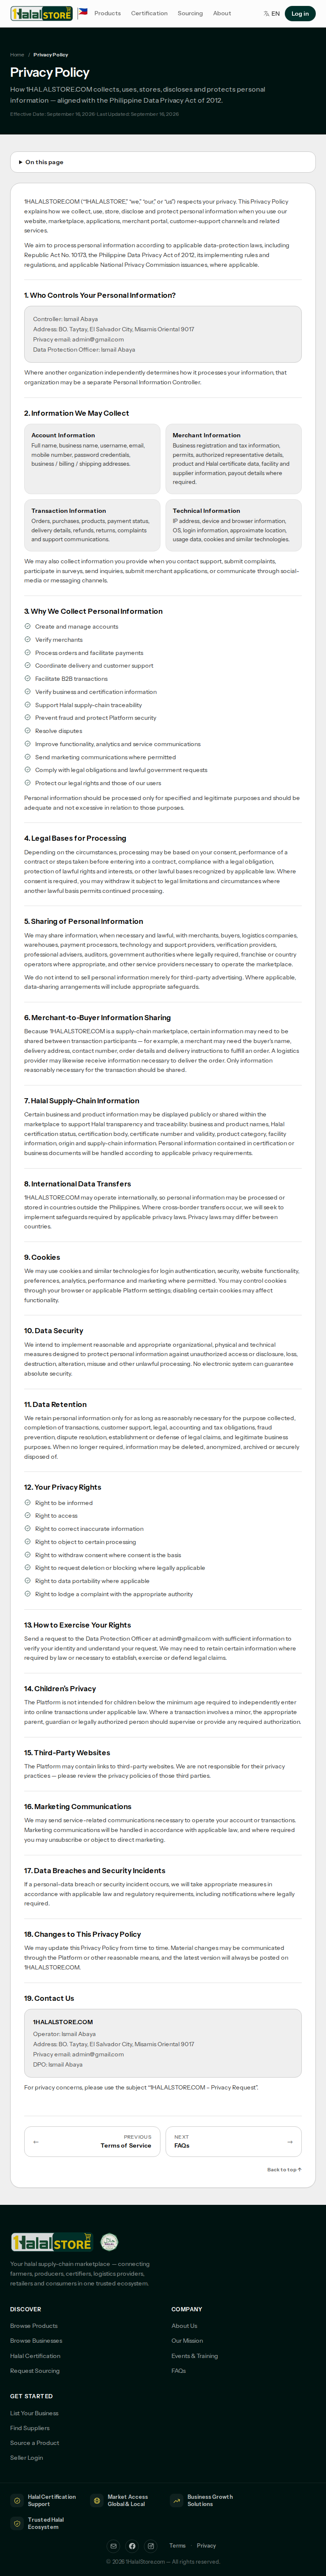 1Halal STORE
Products
Certification
Sourcing
About
EN
Log in
Home / Privacy Policy
Privacy Policy
How 1HALALSTORE.COM collects, uses, stores, discloses and protects personal
information — aligned with the Philippine Data Privacy Act of 2012.
Effective Date: September 16, 2026 · Last Updated: September 16, 2026
On this page
1HALALSTORE.COM ("1HALALSTORE," "we," "our," or "us") respects your privacy. This Privacy Policy
explains how we collect, use, store, disclose and protect personal information when you use our
website, marketplace, applications, merchant portal, customer-support channels and related
services.
We aim to process personal information according to applicable data-protection laws, including
Republic Act No. 10173, the Philippine Data Privacy Act of 2012, its implementing rules and
regulations, and applicable National Privacy Commission issuances, where applicable.
1. Who Controls Your Personal Information?
Controller: Ismail Abaya
Address: BO. Taytay, El Salvador City, Misamis Oriental 9017
Privacy email: admin@gmail.com
Data Protection Officer: Ismail Abaya
Where another organization independently determines how it processes your information, that
organization may be a separate Personal Information Controller.
2. Information We May Collect
Account Information
Full name, business name, username, email,
mobile number, password credentials,
business / billing / shipping addresses.
Merchant Information
Business registration and tax information,
permits, authorized representative details,
product and Halal certificate data, facility and
supplier information, payout details where
required.
Transaction Information
Orders, purchases, products, payment status,
delivery details, refunds, returns, complaints
and support communications.
Technical Information
IP address, device and browser information,
OS, login information, approximate location,
usage data, cookies and similar technologies.
We may also collect information you provide when you contact support, submit complaints,
participate in surveys, send inquiries, submit merchant applications, or communicate through social-
media or messaging channels.
3. Why We Collect Personal Information
Create and manage accounts
Verify merchants
Process orders and facilitate payments
Coordinate delivery and customer support
Facilitate B2B transactions
Verify business and certification information
Support Halal supply-chain traceability
Prevent fraud and protect Platform security
Resolve disputes
Improve functionality, analytics and service communications
Send marketing communications where permitted
Comply with legal obligations and lawful government requests
Protect our legal rights and those of our users
Personal information should be processed only for specified and legitimate purposes and should be
adequate and not excessive in relation to those purposes.
4. Legal Bases for Processing
Depending on the circumstances, processing may be based on your consent, performance of a
contract or steps taken before entering into a contract, compliance with a legal obligation,
protection of lawful rights and interests, or other lawful bases recognized by applicable law. Where
consent is required, you may withdraw it subject to legal limitations and circumstances where
another lawful basis permits continued processing.
5. Sharing of Personal Information
We may share information, when necessary and lawful, with merchants, buyers, logistics companies,
warehouses, payment processors, technology and support providers, verification providers,
professional advisers, auditors, government authorities where legally required, franchise or country
operators where appropriate, and other service providers necessary to operate the marketplace.
We do not intend to sell personal information merely for third-party advertising. Where applicable,
data-sharing arrangements will include appropriate safeguards.
6. Merchant-to-Buyer Information Sharing
Because 1HALALSTORE.COM is a supply-chain marketplace, certain information may need to be
shared between transaction participants — for example, a merchant may need the buyer's name,
delivery address, contact number, order details and delivery instructions to fulfill an order. A logistics
provider may likewise receive information necessary to deliver the order. Only information
reasonably necessary for the transaction should be shared.
7. Halal Supply-Chain Information
Certain business and product information may be displayed publicly or shared within the
marketplace to support Halal transparency and traceability: business and product names, Halal
certification status, certification body, certificate number and validity, product category, facility
information, origin and supply-chain information. Personal information contained in certification or
business documents will be handled according to applicable privacy requirements.
8. International Data Transfers
1HALALSTORE.COM may operate internationally, so personal information may be processed or
stored in countries outside the Philippines. Where cross-border transfers occur, we will seek to
implement safeguards required by applicable privacy laws. Privacy laws may differ between
countries.
9. Cookies
We may use cookies and similar technologies for login authentication, security, website functionality,
preferences, analytics, performance and marketing where permitted. You may control cookies
through your browser or applicable Platform settings; disabling certain cookies may affect
functionality.
10. Data Security
We intend to implement reasonable and appropriate organizational, physical and technical
measures designed to protect personal information against unauthorized access or disclosure, loss,
destruction, alteration, misuse and other unlawful processing. No electronic system can guarantee
absolute security.
11. Data Retention
We retain personal information only for as long as reasonably necessary for the purpose collected,
completion of transactions, customer support, legal, accounting and tax obligations, fraud
prevention, dispute resolution, establishment or defense of legal claims, and legitimate business
purposes. When no longer required, information may be deleted, anonymized, archived or securely
disposed of.
12. Your Privacy Rights
Right to be informed
Right to access
Right to correct inaccurate information
Right to object to certain processing
Right to withdraw consent where consent is the basis
Right to request deletion or blocking where legally applicable
Right to data portability where applicable
Right to lodge a complaint with the appropriate authority
13. How to Exercise Your Rights
Send a request to the Data Protection Officer at admin@gmail.com with sufficient information to
verify your identity and understand your request. We may need to retain certain information where
required by law or necessary to establish, exercise or defend legal claims.
14. Children's Privacy
The Platform is not intended for children below the minimum age required to independently enter
into online transactions under applicable law. Where a transaction involves a minor, the appropriate
parent, guardian or legally authorized person should supervise or provide any required authorization.
15. Third-Party Websites
The Platform may contain links to third-party websites. We are not responsible for their privacy
practices — please review the privacy policies of those third parties.
16. Marketing Communications
We may send service-related communications necessary to operate your account or transactions.
Marketing communications will be handled in accordance with applicable law, and where required
you may unsubscribe or object to direct marketing.
17. Data Breaches and Security Incidents
If a personal-data breach or security incident occurs, we will take appropriate measures in
accordance with applicable law and regulatory requirements, including notifications where legally
required.
18. Changes to This Privacy Policy
We may update this Privacy Policy from time to time. Material changes may be communicated
through the Platform or other reasonable means, and the latest version will always be posted on
1HALALSTORE.COM.
19. Contact Us
1HALALSTORE.COM
Operator: Ismail Abaya
Address: BO. Taytay, El Salvador City, Misamis Oriental 9017
Privacy email: admin@gmail.com
DPO: Ismail Abaya
For privacy concerns, please use the subject "1HALALSTORE.COM – Privacy Request".
← PREVIOUS
Terms of Service
NEXT →
FAQs
Back to top ↑
1Halal STORE
Your halal supply-chain marketplace — connecting
farmers, producers, certifiers, logistics providers,
retailers and consumers in one trusted ecosystem.
DISCOVER
Browse Products
Browse Businesses
Halal Certification
Request Sourcing
COMPANY
About Us
Our Mission
Events & Training
FAQs
GET STARTED
List Your Business
Find Suppliers
Source a Product
Seller Login
Halal Certification
Support
Market Access
Global & Local
Business Growth
Solutions
Trusted Halal
Ecosystem
Terms · Privacy
© 2026 1HalalStore.com — All rights reserved.